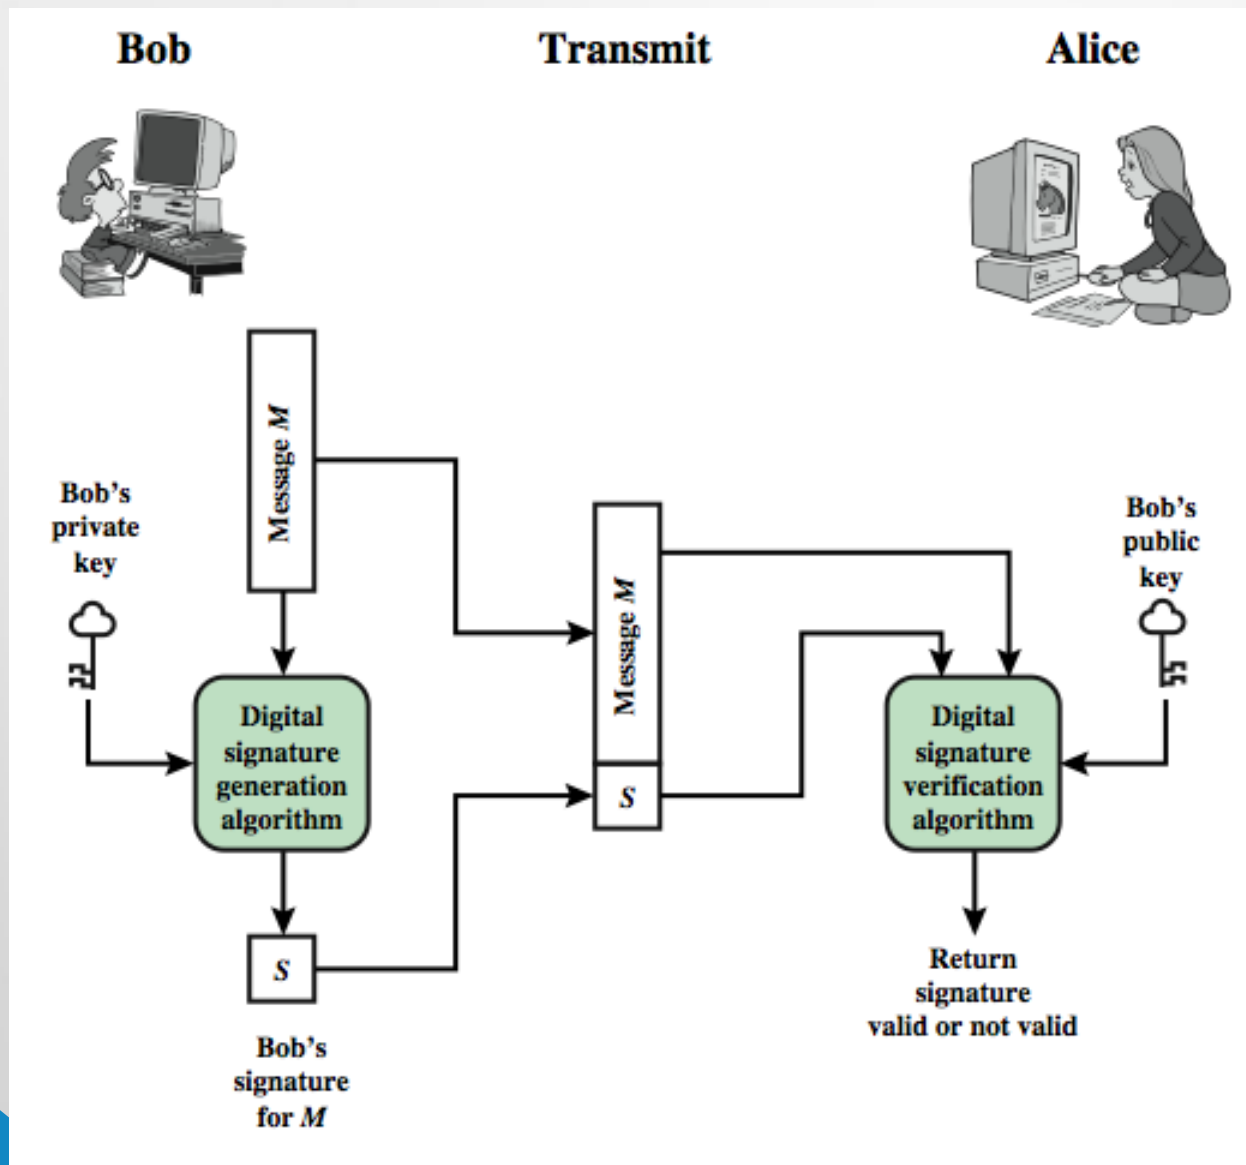 Bob
Transmit
Alice
Message M
Bob's
private
key
Message M
Bob's
public
key
Digital
signature
generation
algorithm
S
Digital
signature
verification
algorithm
S
Bob's
signature
for M
Return
signature
valid or not valid